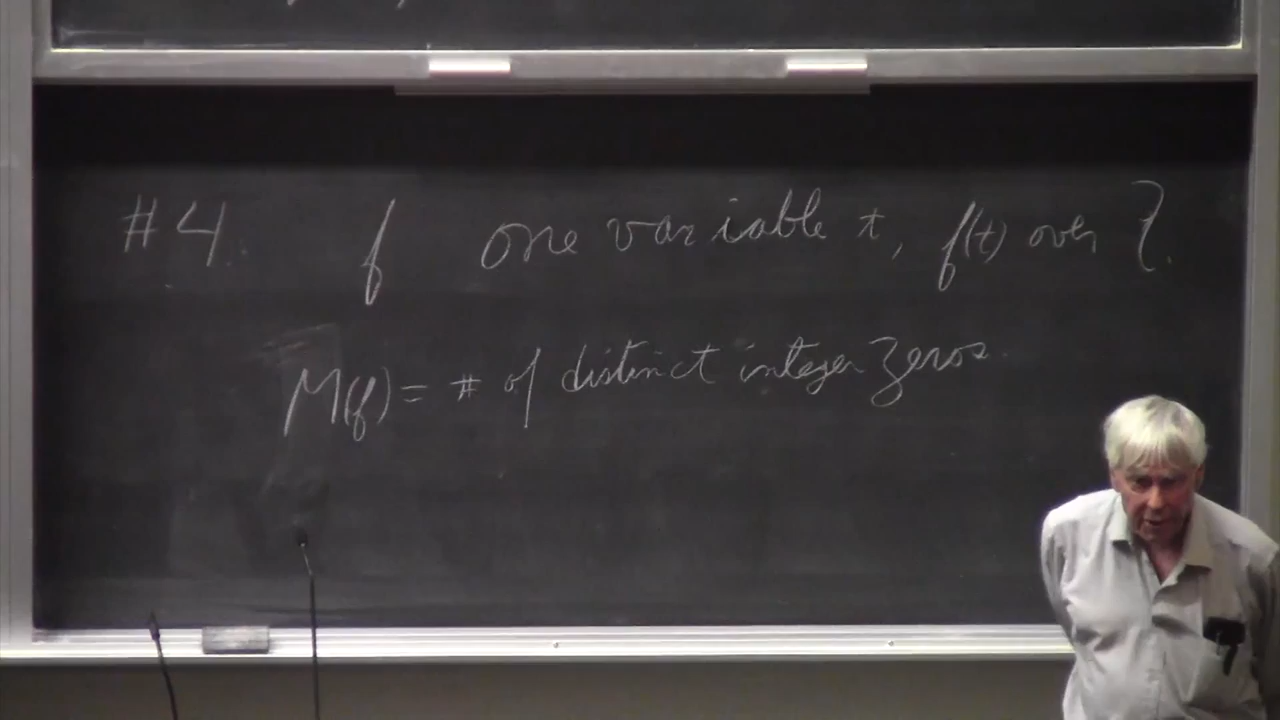 #4. f one variable t, f(t) over Z.
M(f) = # of distinct integer zeros.